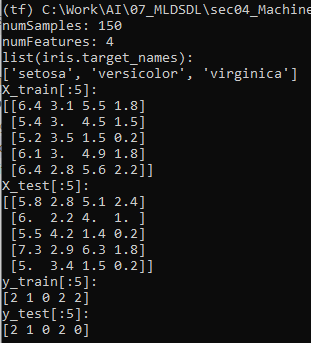 (tf) C:\Work\AI\07_MLDSDL\sec04_Machine
numSamples: 150
numFeatures: 4
list(iris.target_names):
['setosa', 'versicolor', 'virginica']
X_train[:5]:
[[6.4 3.1 5.5 1.8]
 [5.4 3.  4.5 1.5]
 [5.2 3.5 1.5 0.2]
 [6.1 3.  4.9 1.8]
 [6.4 2.8 5.6 2.2]]
X_test[:5]:
[[5.8 2.8 5.1 2.4]
 [6.  2.2 4.  1. ]
 [5.5 4.2 1.4 0.2]
 [7.3 2.9 6.3 1.8]
 [5.  3.4 1.5 0.2]]
y_train[:5]:
[2 1 0 2 2]
y_test[:5]:
[2 1 0 2 0]